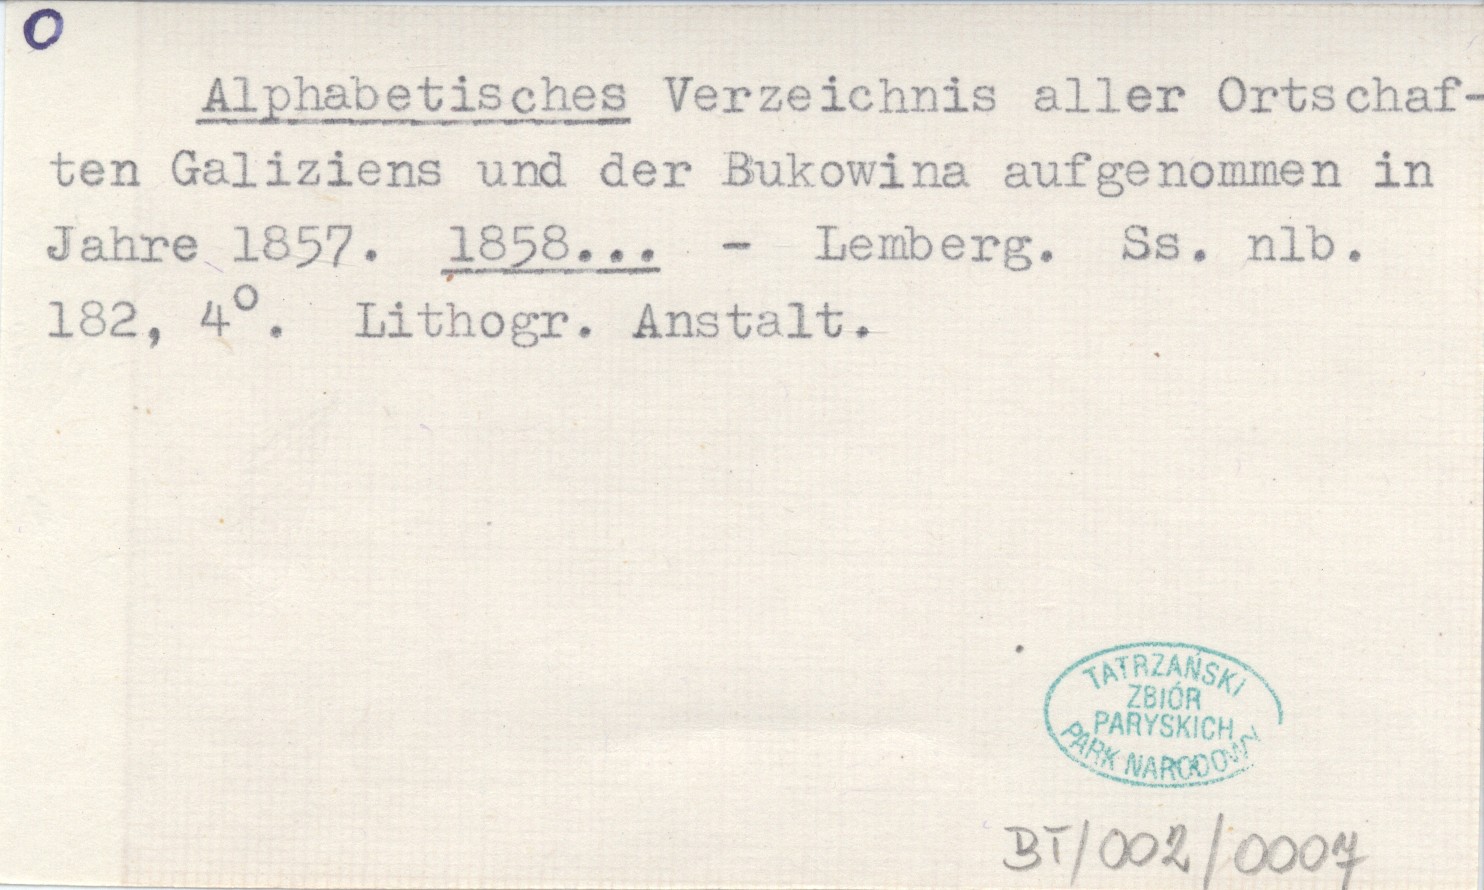 O
Alphabetisches Verzeichnis aller Ortschaf-
ten Galiziens und der Bukowina aufgenommen in
Jahre 1857. 1858... - Lemberg. Ss. nlb.
182, 4º. Lithogr. Anstalt.
TATRZAŃSKI
ZBIÓR
PARYSKICH
PARK NARODOWY
BT/002/0007